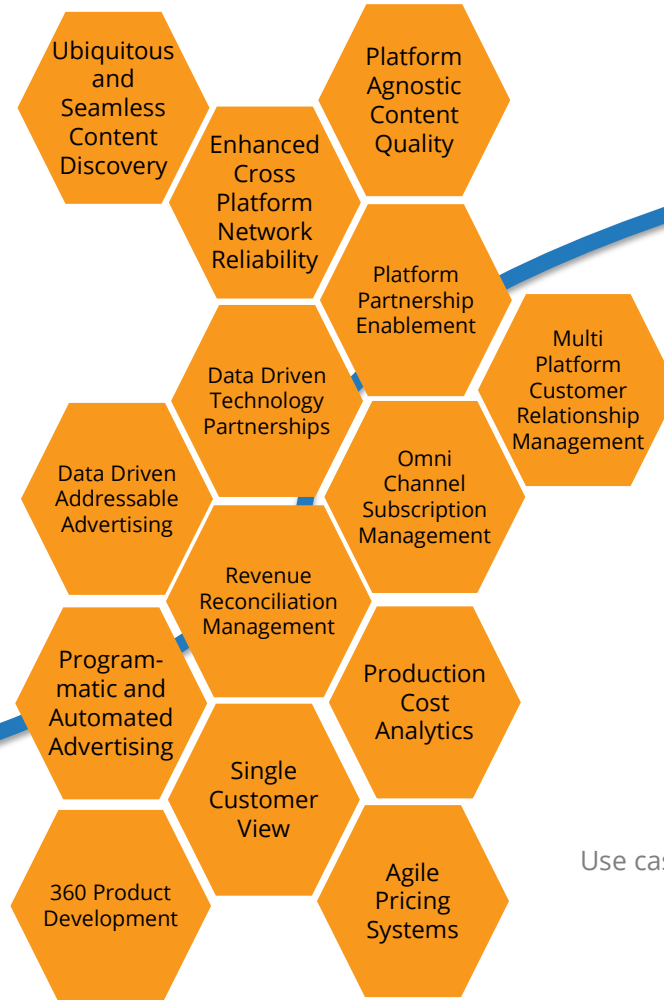 Ubiquitous
and
Seamless
Content
Discovery
Platform
Agnostic
Content
Quality
Enhanced
Cross
Platform
Network
Reliability
Platform
Partnership
Enablement
Multi
Platform
Customer
Relationship
Management
Data Driven
Technology
Partnerships
Data Driven
Addressable
Advertising
Omni
Channel
Subscription
Management
Revenue
Reconciliation
Management
Program-
matic and
Automated
Advertising
Production
Cost
Analytics
Single
Customer
View
360 Product
Development
Agile
Pricing
Systems
Use